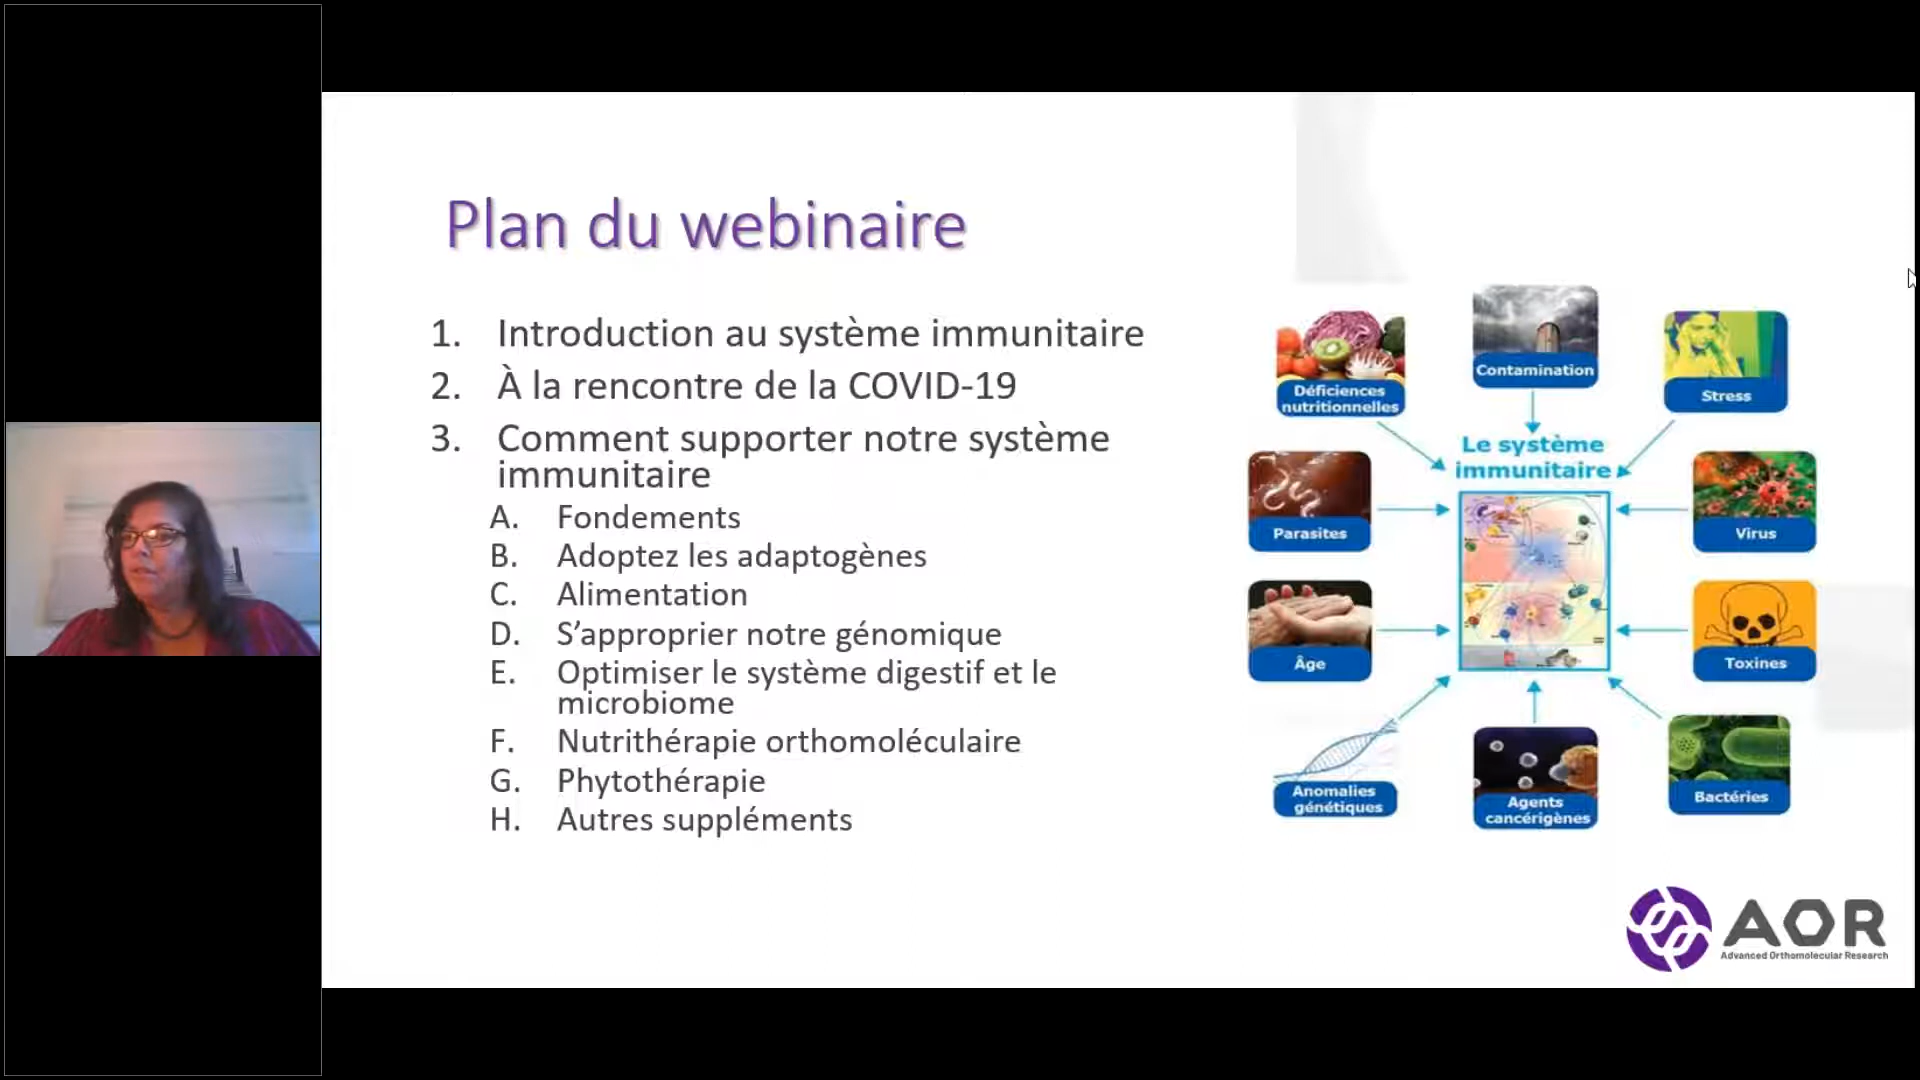 Plan du webinaire
1. Introduction au système immunitaire
2. À la rencontre de la COVID-19
3. Comment supporter notre système
immunitaire
A. Fondements
B. Adoptez les adaptogènes
C. Alimentation
D. S’approprier notre génomique
E. Optimiser le système digestif et le
microbiome
F. Nutrithérapie orthomoléculaire
G. Phytothérapie
H. Autres suppléments
Déficiences
nutritionnelles
Contamination
Stress
Le système
immunitaire
Parasites
Virus
Âge
Toxines
Anomalies
génétiques
Agents
cancérigènes
Bactéries
AOR
Advanced Orthomolecular Research